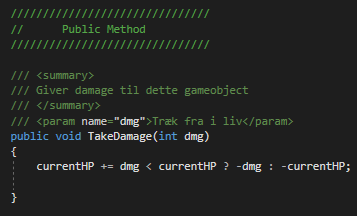 ///////////////////////////////
//      Public Method
///////////////////////////////
/// <summary>
/// Giver damage til dette gameobject
/// </summary>
/// <param name="dmg">Træk fra i liv</param>
public void TakeDamage(int dmg)
{
    currentHP += dmg < currentHP ? -dmg : -currentHP;
}